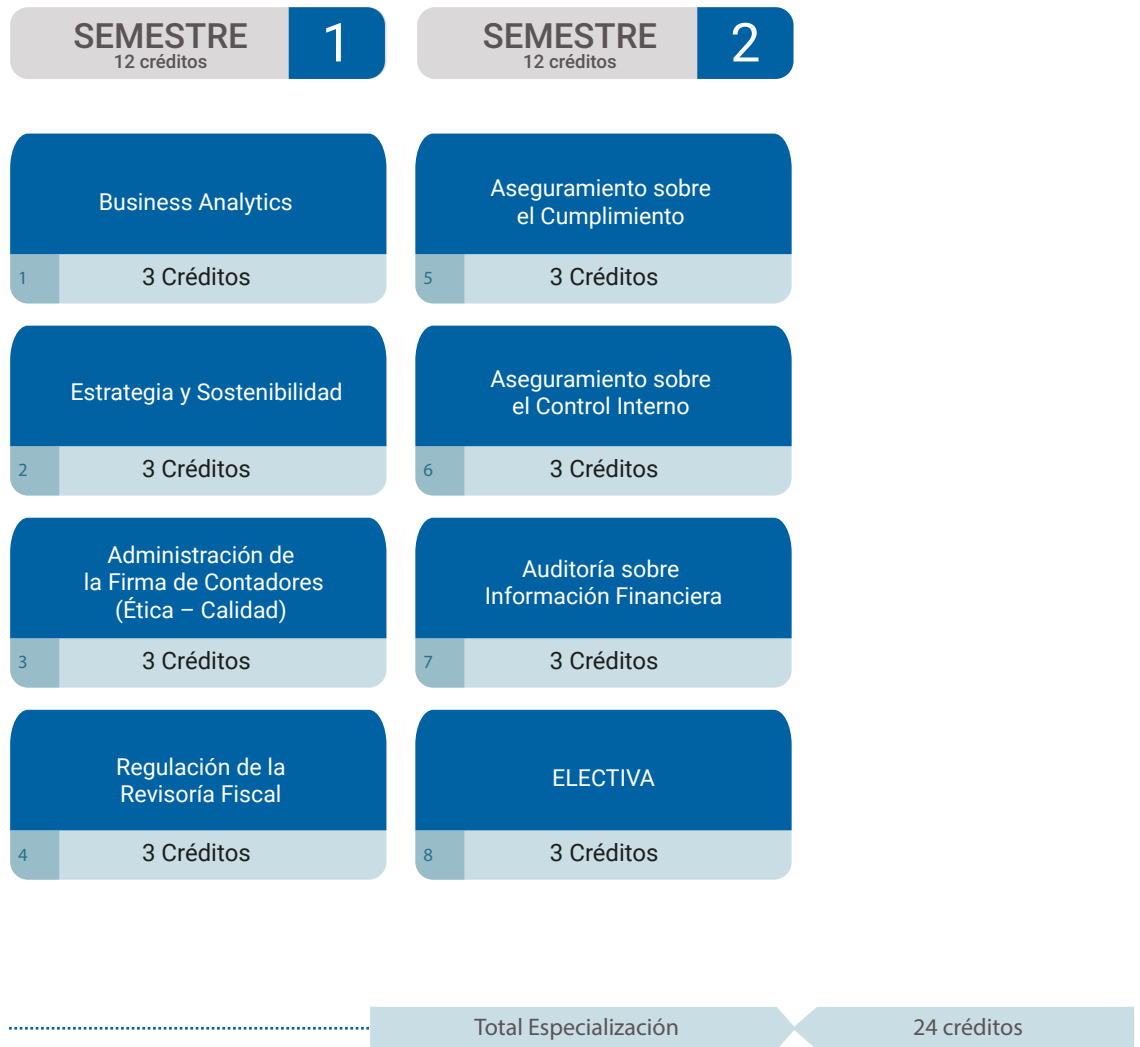 SEMESTRE
12 créditos
1
SEMESTRE
12 créditos
2
Business Analytics
1
3 Créditos
Estrategia y Sostenibilidad
2
3 Créditos
Administración de
la Firma de Contadores
(Ética – Calidad)
3
3 Créditos
Regulación de la
Revisoría Fiscal
4
3 Créditos
Aseguramiento sobre
el Cumplimiento
5
3 Créditos
Aseguramiento sobre
el Control Interno
6
3 Créditos
Auditoría sobre
Información Financiera
7
3 Créditos
ELECTIVA
8
3 Créditos
Total Especialización
24 créditos